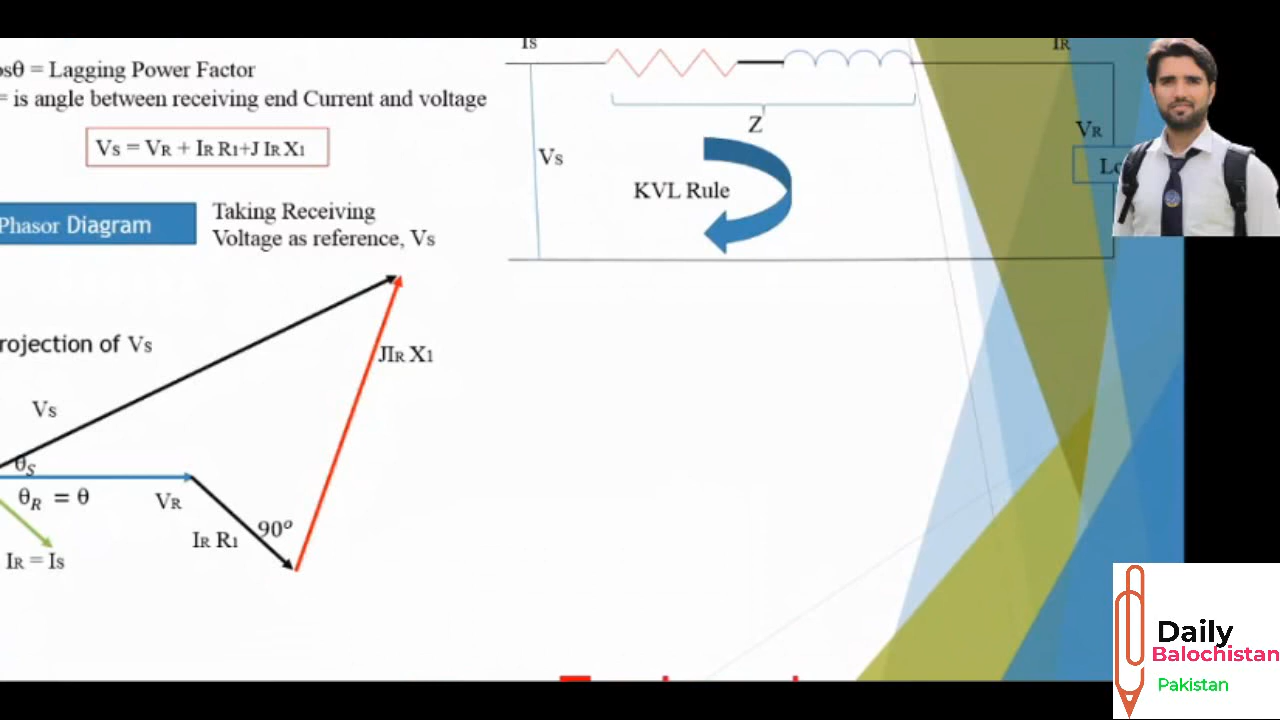 osθ = Lagging Power Factor
= is angle between receiving end Current and voltage
Vs = VR + IR R1+J IR X1
Phasor Diagram
Taking Receiving
Voltage as reference, Vs
rojection of Vs
Vs
θS
θR = θ
VR
IR R1
90o
JIR X1
IR = Is
Is
IR
Z
Vs
KVL Rule
VR
Lo
Daily
Balochistan
Pakistan